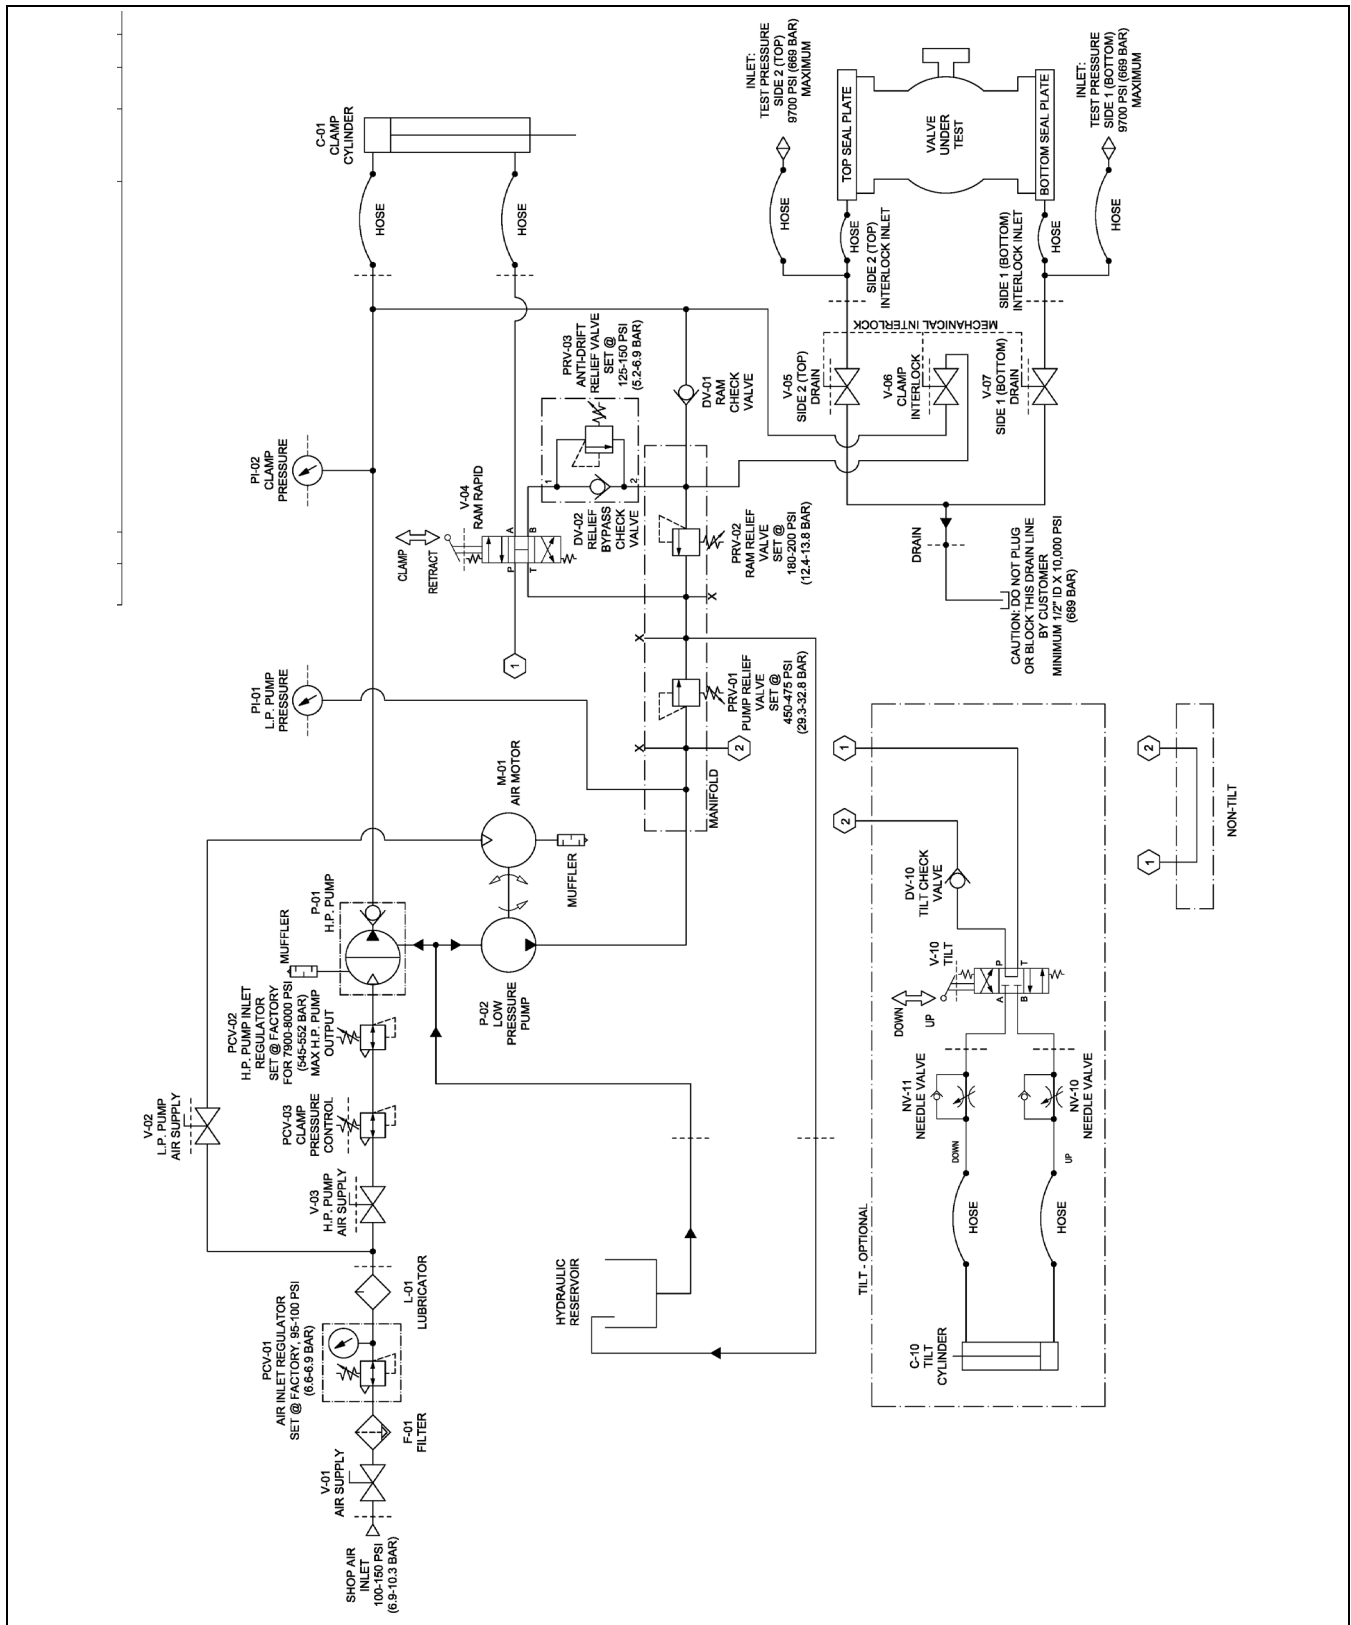 SHOP AIR
INLET
100-150 PSI
(6.9-10.3 BAR)
V-01
AIR SUPPLY
F-01
FILTER
PCV-01
AIR INLET REGULATOR
SET @ FACTORY, 95-100 PSI
(6.6-6.9 BAR)
L-01
LUBRICATOR
V-02
L.P. PUMP
AIR SUPPLY
V-03
H.P. PUMP
AIR SUPPLY
PCV-03
CLAMP
PRESSURE
CONTROL
PCV-02
H.P. PUMP INLET
REGULATOR
SET @ FACTORY
FOR 7900-8000 PSI
(545-552 BAR)
MAX H.P. PUMP
OUTPUT
MUFFLER
P-01
H.P. PUMP
P-02
LOW
PRESSURE
PUMP
M-01
AIR MOTOR
MUFFLER
HYDRAULIC
RESERVOIR
PI-01
L.P. PUMP
PRESSURE
PI-02
CLAMP
PRESSURE
MANIFOLD
X
2
PRV-01
PUMP RELIEF
VALVE
SET @
450-475 PSI
(29.3-32.8 BAR)
X
X
1
CLAMP
RETRACT
V-04
RAM RAPID
P
T
A
B
PRV-02
RAM RELIEF
VALVE
SET @
180-200 PSI
(12.4-13.8 BAR)
DV-02
RELIEF
BYPASS
CHECK
VALVE
1
2
PRV-03
ANTI-DRIFT
RELIEF VALVE
SET @
125-150 PSI
(5.2-6.9 BAR)
DV-01
RAM
CHECK
VALVE
HOSE
HOSE
C-01
CLAMP
CYLINDER
V-05
SIDE 2 (TOP)
DRAIN
V-06
CLAMP
INTERLOCK
V-07
SIDE 1 (BOTTOM)
DRAIN
MECHANICAL INTERLOCK
SIDE 2 (TOP)
INTERLOCK INLET
SIDE 1 (BOTTOM)
INTERLOCK INLET
HOSE
HOSE
HOSE
HOSE
TOP SEAL PLATE
VALVE
UNDER
TEST
BOTTOM SEAL PLATE
INLET:
TEST PRESSURE
SIDE 2 (TOP)
9700 PSI (669 BAR)
MAXIMUM
INLET:
TEST PRESSURE
SIDE 1 (BOTTOM)
9700 PSI (669 BAR)
MAXIMUM
DRAIN
CAUTION: DO NOT PLUG
OR BLOCK THIS DRAIN LINE
BY CUSTOMER
MINIMUM 1/2" ID X 10,000 PSI
(689 BAR)
TILT - OPTIONAL
C-10
TILT
CYLINDER
HOSE
HOSE
DOWN
UP
NV-11
NEEDLE VALVE
NV-10
NEEDLE VALVE
DOWN
UP
V-10
TILT
A
B
P
T
DV-10
TILT CHECK
VALVE
2
1
1
2
NON-TILT